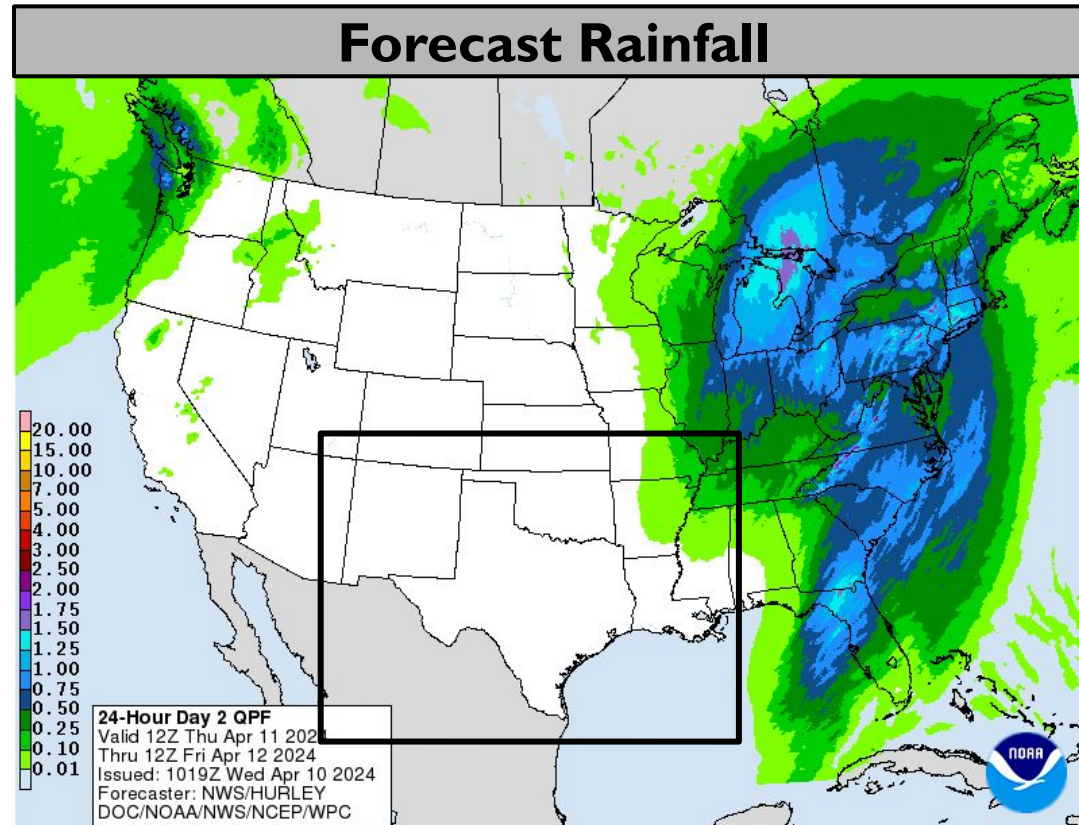 Forecast Rainfall
20.00
15.00
10.00
7.00
5.00
4.00
3.00
2.50
2.00
1.75
1.50
1.25
1.00
0.75
0.50
0.25
0.10
0.01
24-Hour Day 2 QPF
Valid 12Z Thu Apr 11 2024
Thru 12Z Fri Apr 12 2024
Issued: 1019Z Wed Apr 10 2024
Forecaster: NWS/HURLEY
DOC/NOAA/NWS/NCEP/WPC
NOAA